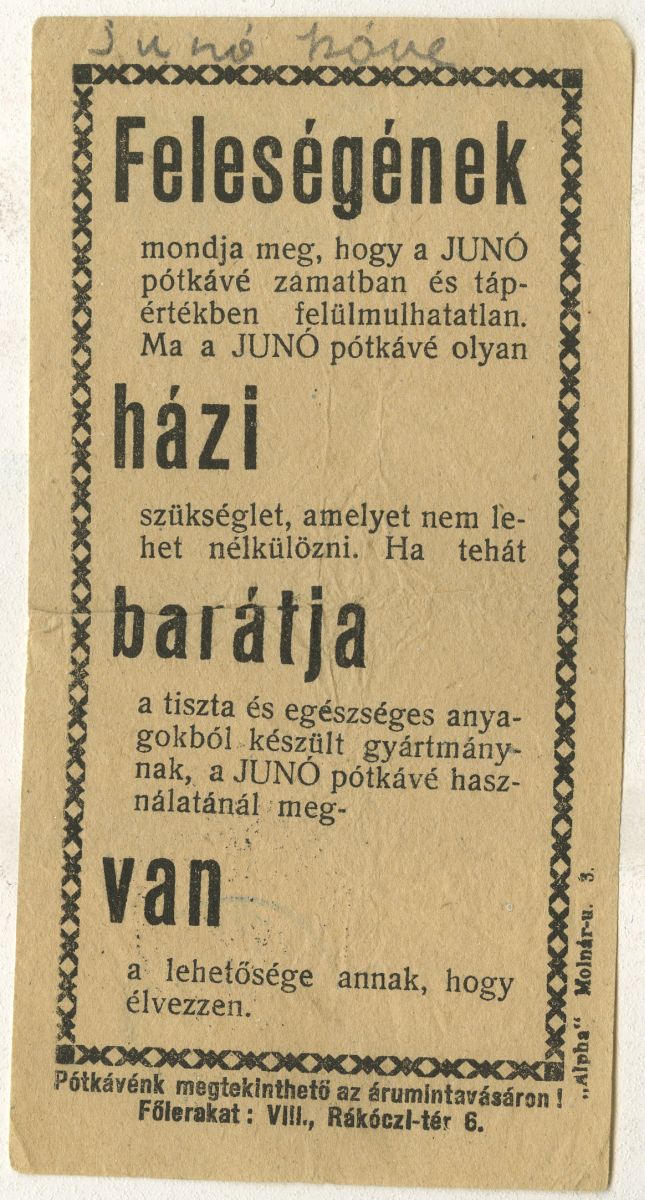 Junó kóve
Feleségének
mondja meg, hogy a JUNÓ
pótkávé zamatban és táp-
értékben felülmulhatatlan.
Ma a JUNÓ pótkávé olyan
házi
szükséglet, amelyet nem le-
het nélkülözni. Ha tehát
barátja
a tiszta és egészséges anya-
gokból készült gyártmány-
nak, a JUNÓ pótkávé hasz-
nálatánál meg-
van
a lehetősége annak, hogy
élvezzen.
Pótkávénk megtekinthető az árumintavásáron!
Főlerakat: VIII., Rákóczi-tér 6.
„Alpha“ Molnár-u. 3.